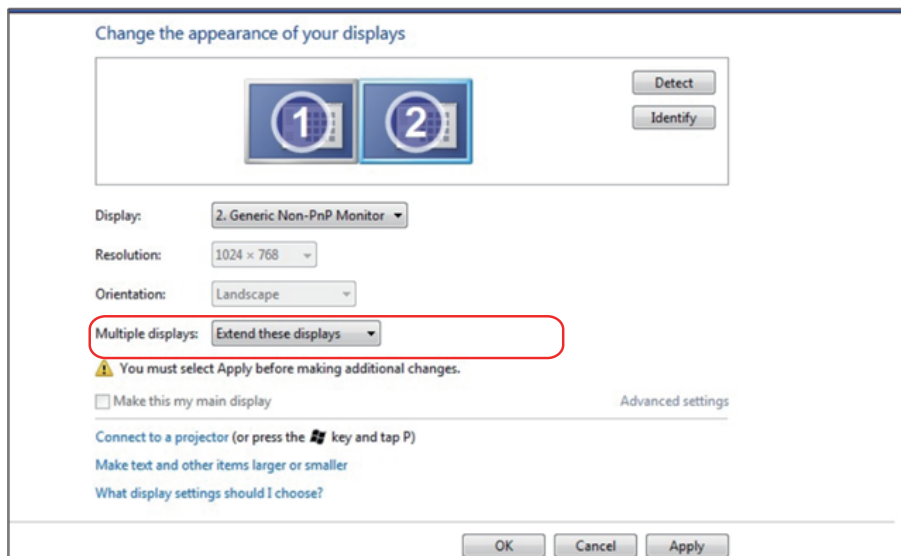 Change the appearance of your displays
1
2
Detect
Identify
Display:
2. Generic Non-PnP Monitor
Resolution:
1024 × 768
Orientation:
Landscape
Multiple displays:
Extend these displays
You must select Apply before making additional changes.
Make this my main display
Advanced settings
Connect to a projector (or press the key and tap P)
Make text and other items larger or smaller
What display settings should I choose?
OK
Cancel
Apply